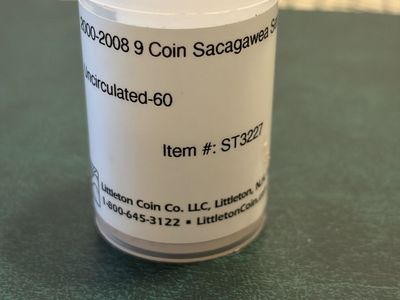 2000-2008 9 Coin Sacagawea
Uncirculated-60
Item #: ST3227
Littleton Coin Co. LLC, Littleton, N.H.
1-800-645-3122 • LittletonCoin.com